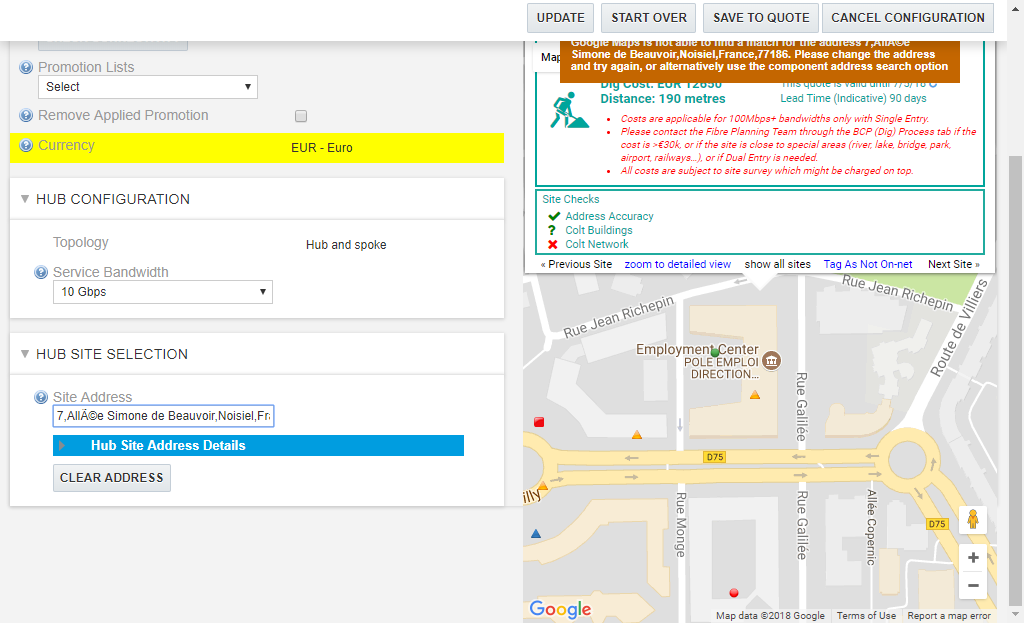 UPDATE
START OVER
SAVE TO QUOTE
CANCEL CONFIGURATION
Promotion Lists
Select
Remove Applied Promotion
Currency
EUR - Euro
HUB CONFIGURATION
Topology
Hub and spoke
Service Bandwidth
10 Gbps
HUB SITE SELECTION
Site Address
7,AllÃ©e Simone de Beauvoir,Noisiel,Fra
Hub Site Address Details
CLEAR ADDRESS
Google Maps is not able to find a match for the address 7,AllÃ©e
Simone de Beauvoir,Noisiel,France,77186. Please change the address
and try again, or alternatively use the component address search option
Map
Dig Cost: EUR 12650
Distance: 190 metres
This quote is valid until 7/5/18
Lead Time (Indicative) 90 days
Costs are applicable for 100Mbps+ bandwidths only with Single Entry.
Please contact the Fibre Planning Team through the BCP (Dig) Process tab if the
cost is >€30k, or if the site is close to special areas (river, lake, bridge, park,
airport, railways...), or if Dual Entry is needed.
All costs are subject to site survey which might be charged on top.
Site Checks
Address Accuracy
Colt Buildings
Colt Network
« Previous Site
zoom to detailed view
show all sites
Tag As Not On-net
Next Site »
Rue Jean Richepin
Rue Jean Richepin
Route de Villiers
Employment Center
POLE EMPLOI
DIRECTION...
Rue Galilée
D75
illy
Rue Monge
Rue Galilée
Allée Copernic
D75
Google
Map data ©2018 Google
Terms of Use
Report a map error